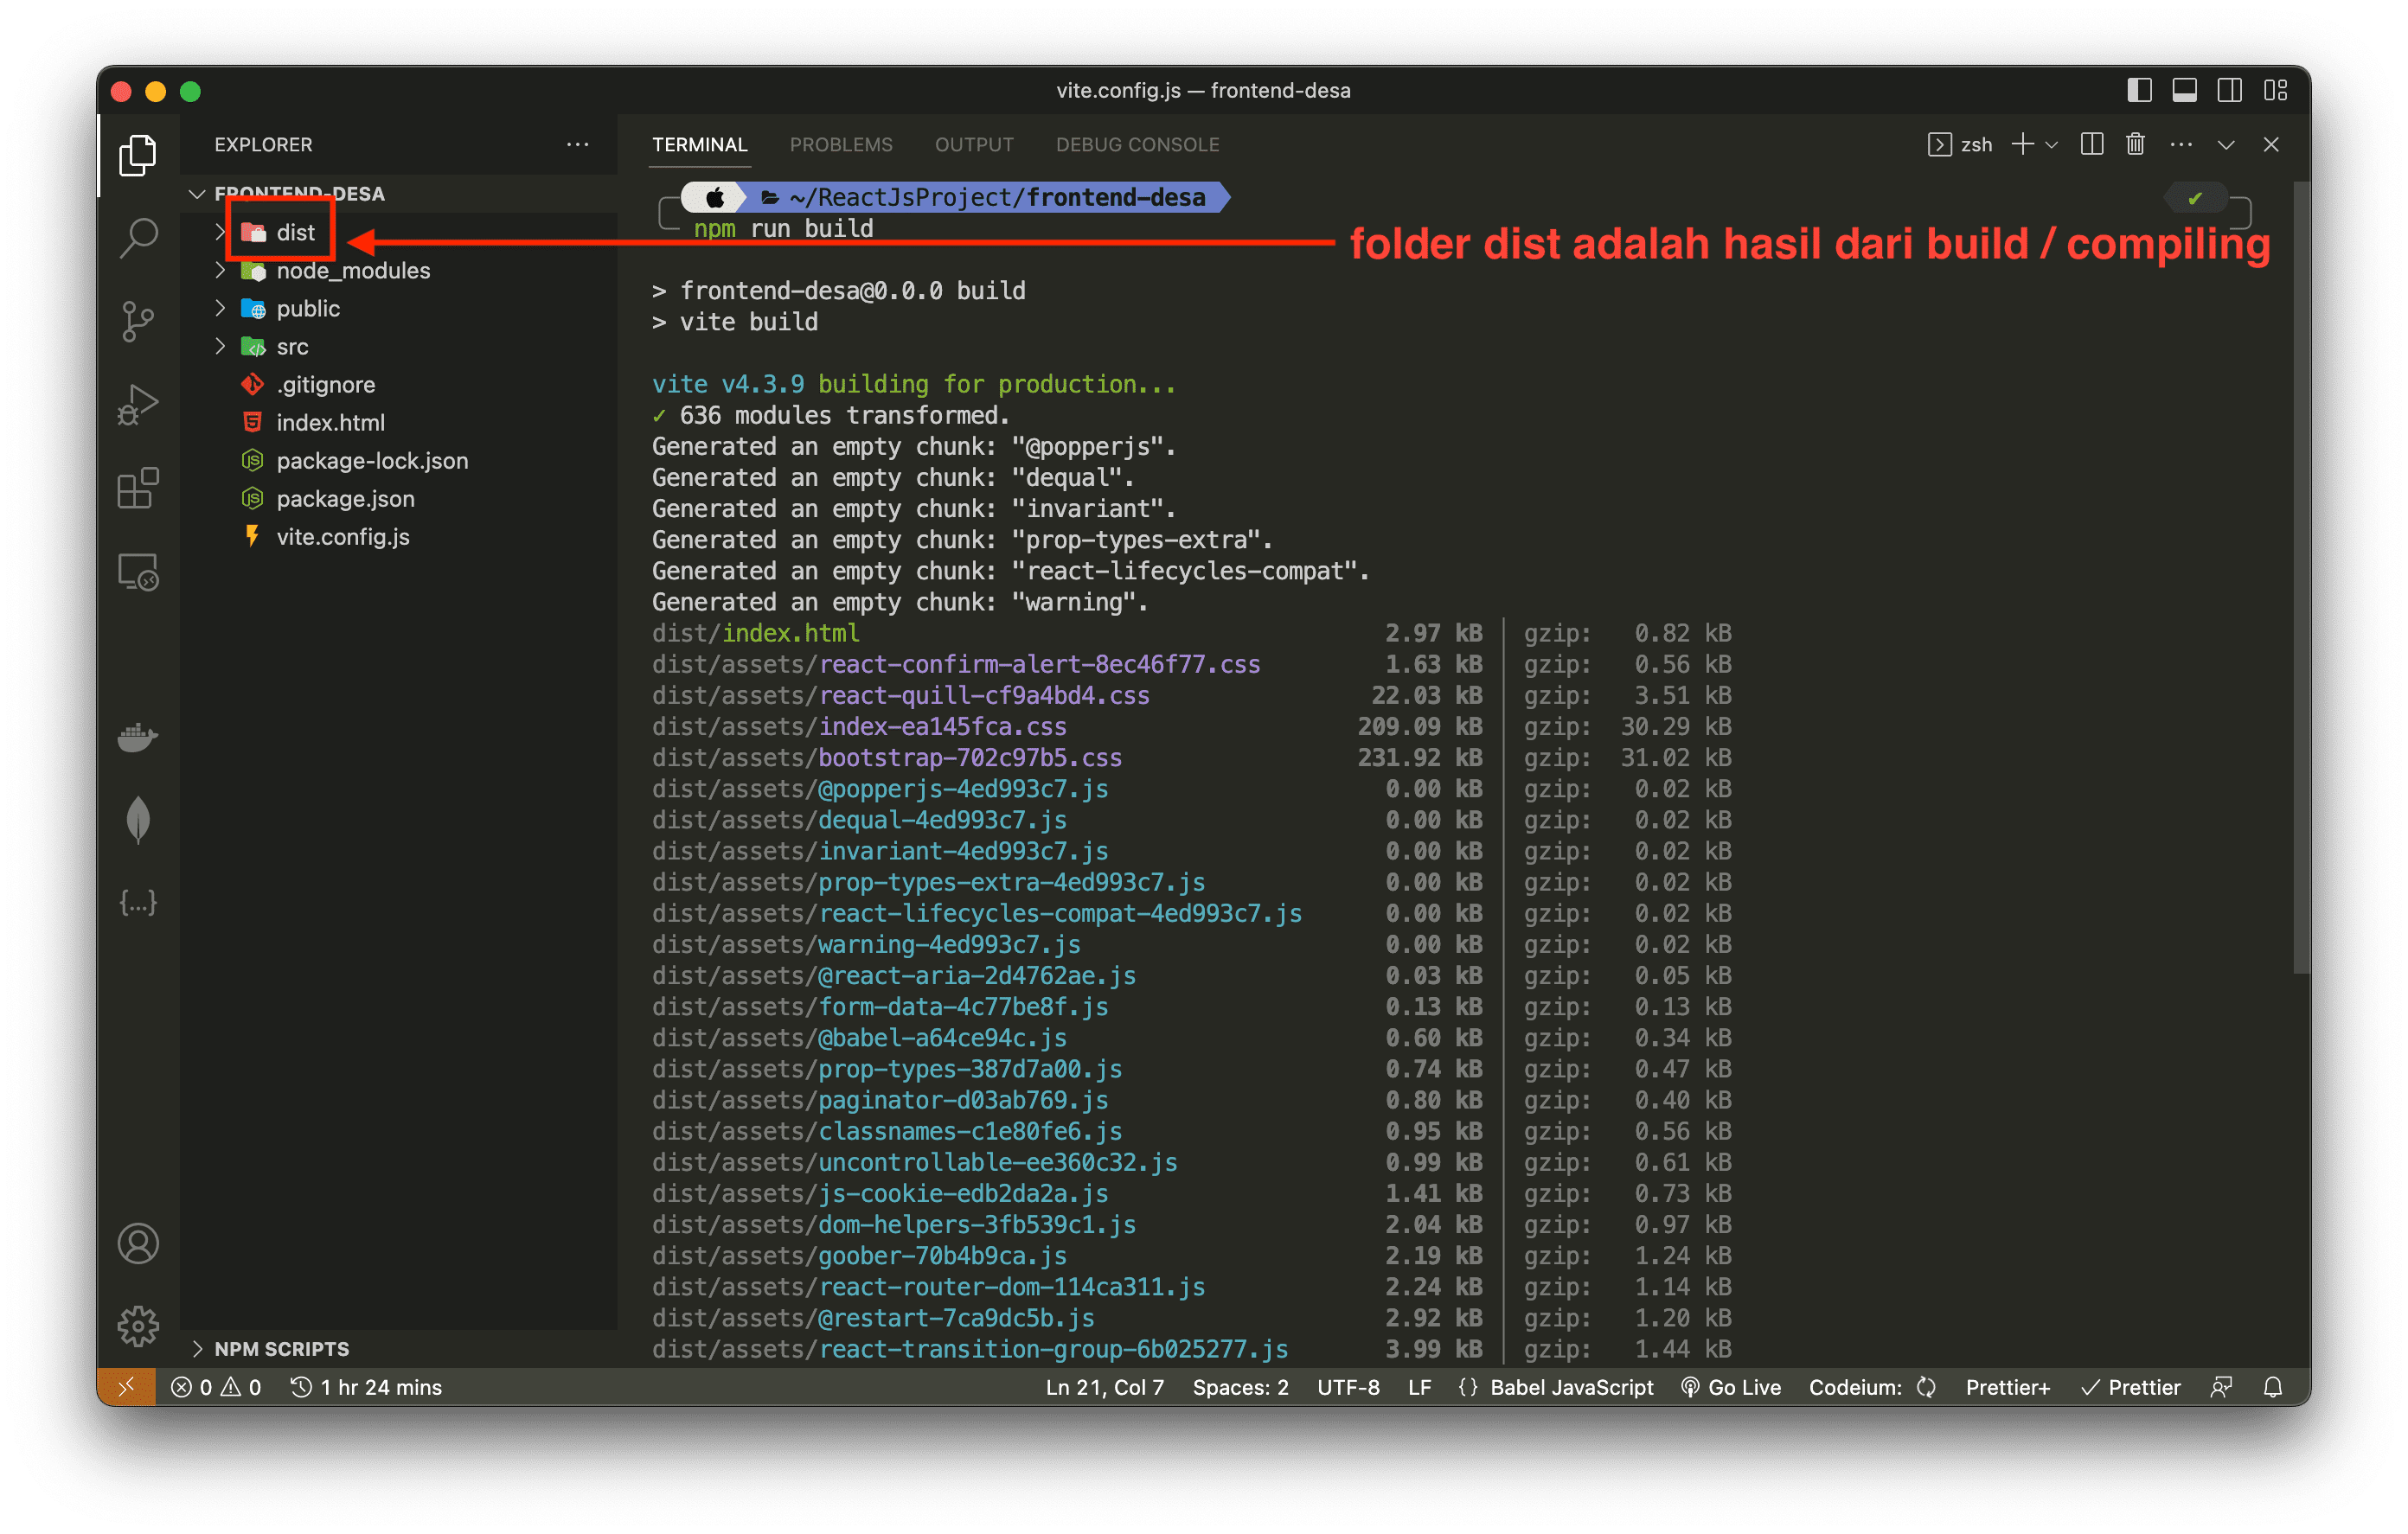 vite.config.js — frontend-desa
EXPLORER
FRONTEND-DESA
dist
node_modules
public
src
.gitignore
index.html
package-lock.json
package.json
vite.config.js
NPM SCRIPTS
TERMINAL PROBLEMS OUTPUT DEBUG CONSOLE
zsh
~/ReactJsProject/frontend-desa
npm run build
folder dist adalah hasil dari build / compiling
> frontend-desa@0.0.0 build
> vite build
vite v4.3.9 building for production...
✓ 636 modules transformed.
Generated an empty chunk: "@popperjs".
Generated an empty chunk: "dequal".
Generated an empty chunk: "invariant".
Generated an empty chunk: "prop-types-extra".
Generated an empty chunk: "react-lifecycles-compat".
Generated an empty chunk: "warning".
dist/index.html 2.97 kB │ gzip: 0.82 kB
dist/assets/react-confirm-alert-8ec46f77.css 1.63 kB │ gzip: 0.56 kB
dist/assets/react-quill-cf9a4bd4.css 22.03 kB │ gzip: 3.51 kB
dist/assets/index-ea145fca.css 209.09 kB │ gzip: 30.29 kB
dist/assets/bootstrap-702c97b5.css 231.92 kB │ gzip: 31.02 kB
dist/assets/@popperjs-4ed993c7.js 0.00 kB │ gzip: 0.02 kB
dist/assets/dequal-4ed993c7.js 0.00 kB │ gzip: 0.02 kB
dist/assets/invariant-4ed993c7.js 0.00 kB │ gzip: 0.02 kB
dist/assets/prop-types-extra-4ed993c7.js 0.00 kB │ gzip: 0.02 kB
dist/assets/react-lifecycles-compat-4ed993c7.js 0.00 kB │ gzip: 0.02 kB
dist/assets/warning-4ed993c7.js 0.00 kB │ gzip: 0.02 kB
dist/assets/@react-aria-2d4762ae.js 0.03 kB │ gzip: 0.05 kB
dist/assets/form-data-4c77be8f.js 0.13 kB │ gzip: 0.13 kB
dist/assets/@babel-a64ce94c.js 0.60 kB │ gzip: 0.34 kB
dist/assets/prop-types-387d7a00.js 0.74 kB │ gzip: 0.47 kB
dist/assets/paginator-d03ab769.js 0.80 kB │ gzip: 0.40 kB
dist/assets/classnames-c1e80fe6.js 0.95 kB │ gzip: 0.56 kB
dist/assets/uncontrollable-ee360c32.js 0.99 kB │ gzip: 0.61 kB
dist/assets/js-cookie-edb2da2a.js 1.41 kB │ gzip: 0.73 kB
dist/assets/dom-helpers-3fb539c1.js 2.04 kB │ gzip: 0.97 kB
dist/assets/goober-70b4b9ca.js 2.19 kB │ gzip: 1.24 kB
dist/assets/react-router-dom-114ca311.js 2.24 kB │ gzip: 1.14 kB
dist/assets/@restart-7ca9dc5b.js 2.92 kB │ gzip: 1.20 kB
dist/assets/react-transition-group-6b025277.js 3.99 kB │ gzip: 1.44 kB
0 0 1 hr 24 mins Ln 21, Col 7 Spaces: 2 UTF-8 LF {} Babel JavaScript Go Live Codeium: Prettier+ ✓ Prettier